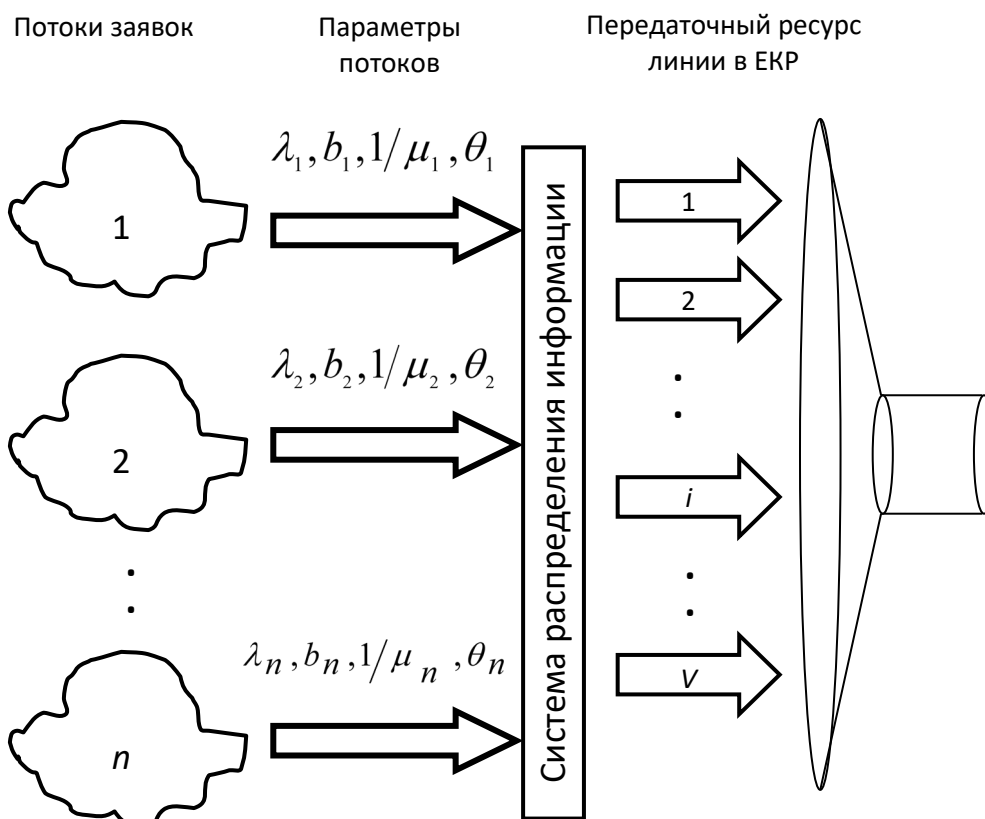 Потоки заявок
Параметры
потоков
Передаточный ресурс
линии в ЕКР
1
λ₁, b₁, 1/μ₁, θ₁
2
λ₂, b₂, 1/μ₂, θ₂
.
.
n
λn, bn, 1/μn, θn
Система распределения информации
1
2
.
.
i
.
.
V